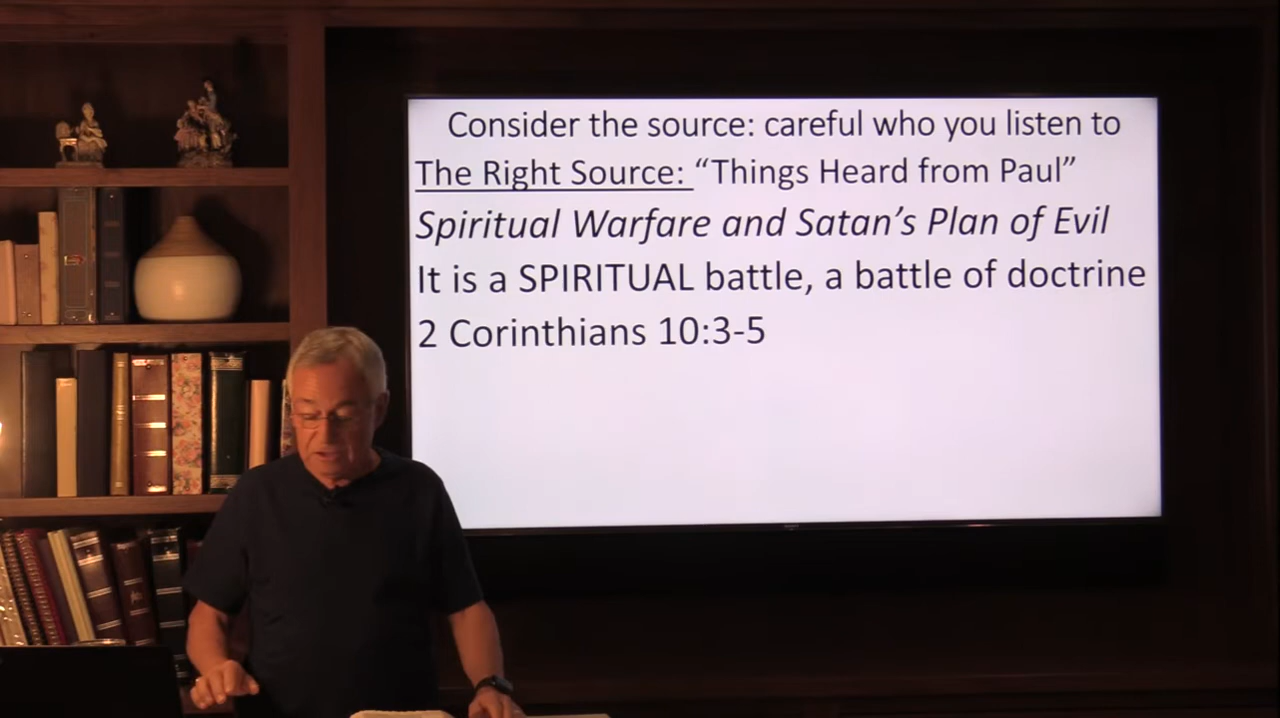 Consider the source: careful who you listen to
The Right Source: “Things Heard from Paul”
Spiritual Warfare and Satan’s Plan of Evil
It is a SPIRITUAL battle, a battle of doctrine
2 Corinthians 10:3-5